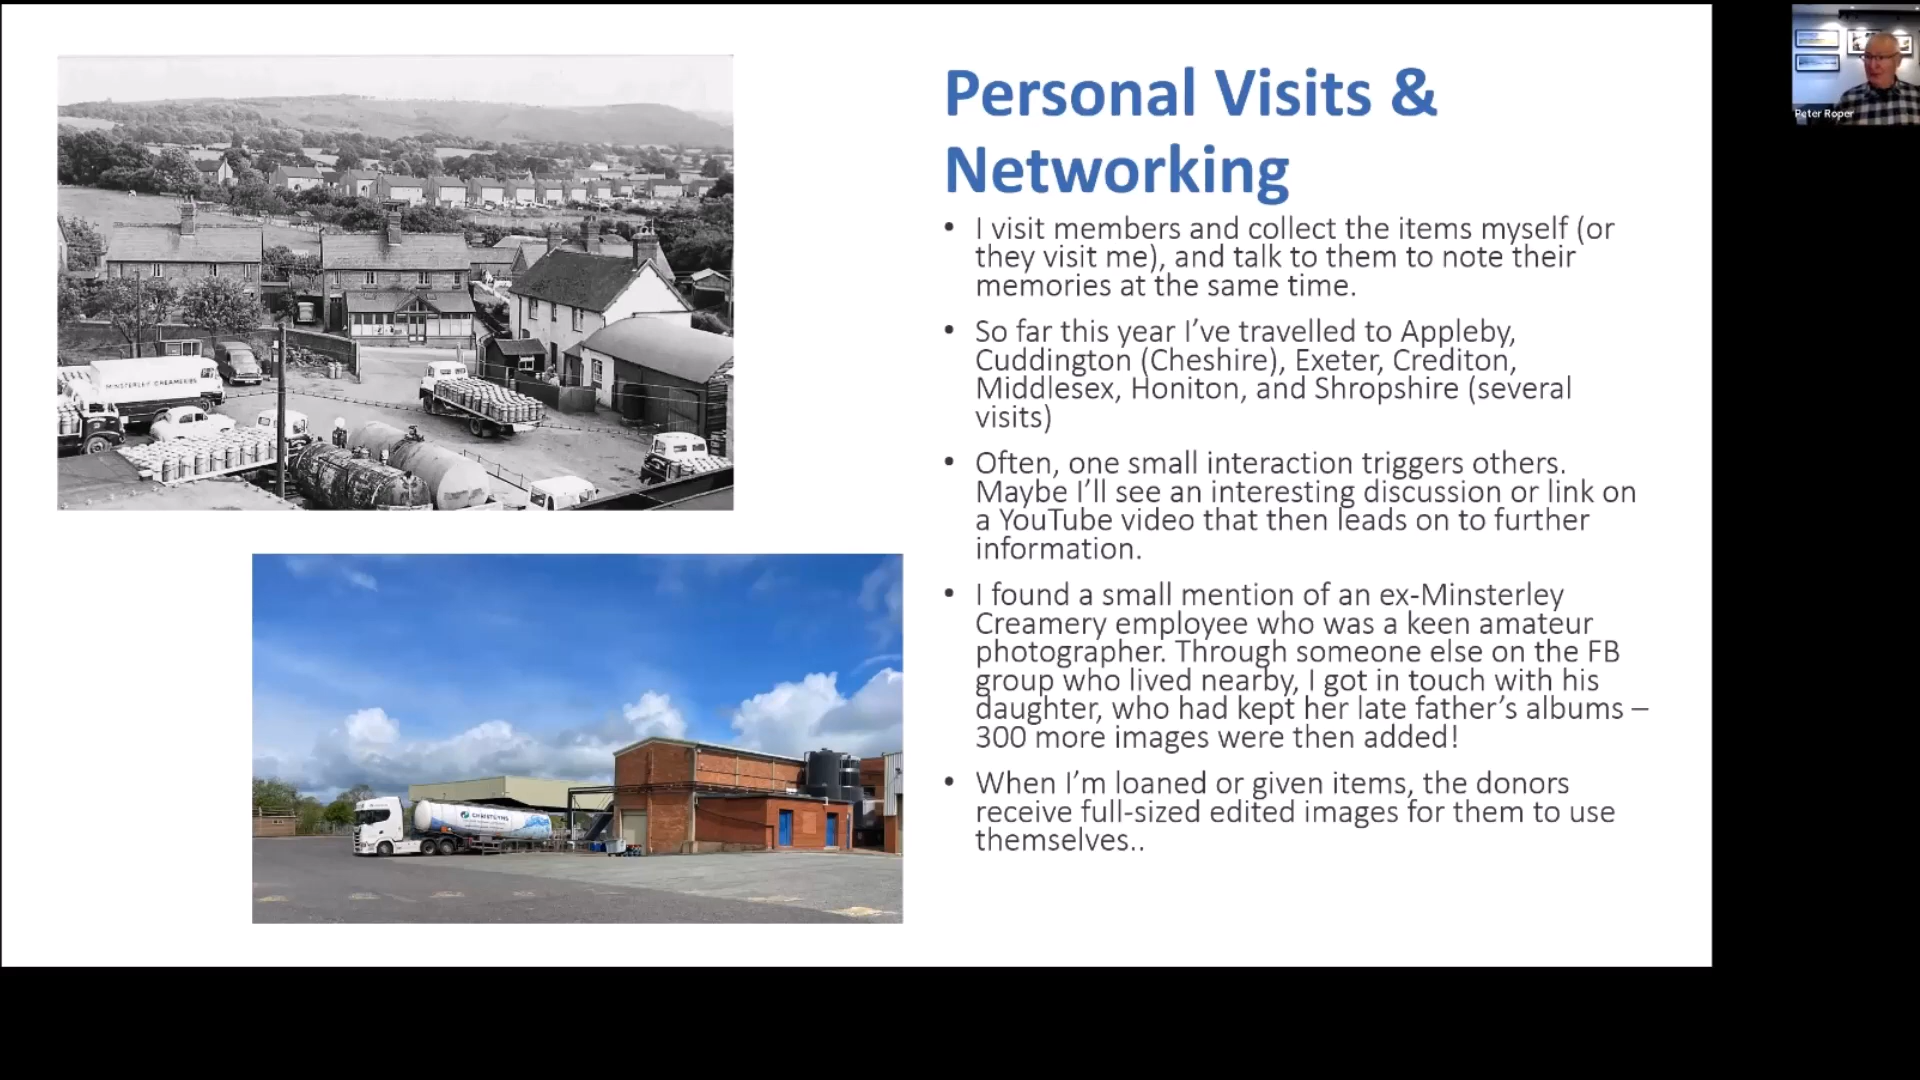 Personal Visits &
Networking
• I visit members and collect the items myself (or
they visit me), and talk to them to note their
memories at the same time.
• So far this year I’ve travelled to Appleby,
Cuddington (Cheshire), Exeter, Crediton,
Middlesex, Honiton, and Shropshire (several
visits)
• Often, one small interaction triggers others.
Maybe I’ll see an interesting discussion or link on
a YouTube video that then leads on to further
information.
• I found a small mention of an ex-Minsterley
Creamery employee who was a keen amateur
photographer. Through someone else on the FB
group who lived nearby, I got in touch with his
daughter, who had kept her late father’s albums –
300 more images were then added!
• When I’m loaned or given items, the donors
receive full-sized edited images for them to use
themselves..
MINSTERLEY CREAMERIES
CHRISTEYNS
Peter Roper